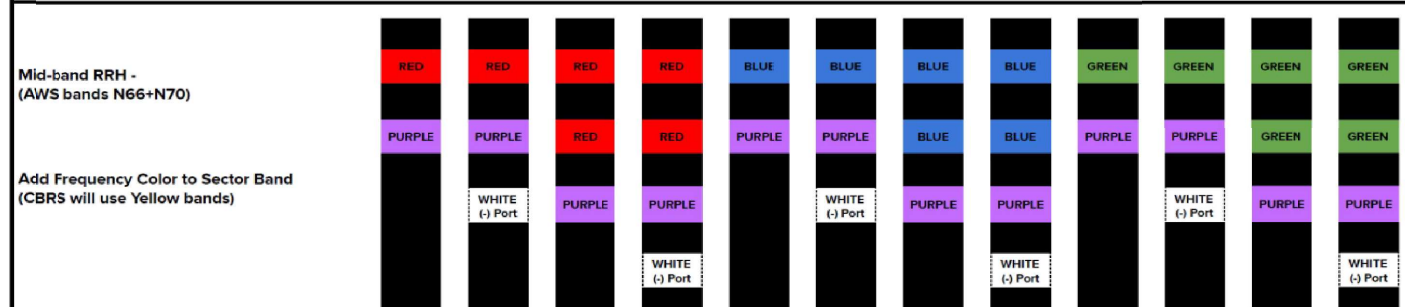 Mid-band RRH -
(AWS bands N66+N70)
RED RED RED RED BLUE BLUE BLUE BLUE GREEN GREEN GREEN GREEN
PURPLE PURPLE RED RED PURPLE PURPLE BLUE BLUE PURPLE PURPLE GREEN GREEN
Add Frequency Color to Sector Band
(CBRS will use Yellow bands)
WHITE PURPLE PURPLE WHITE PURPLE PURPLE WHITE PURPLE PURPLE
(-) Port (-) Port (-) Port
WHITE WHITE WHITE
(-) Port (-) Port (-) Port